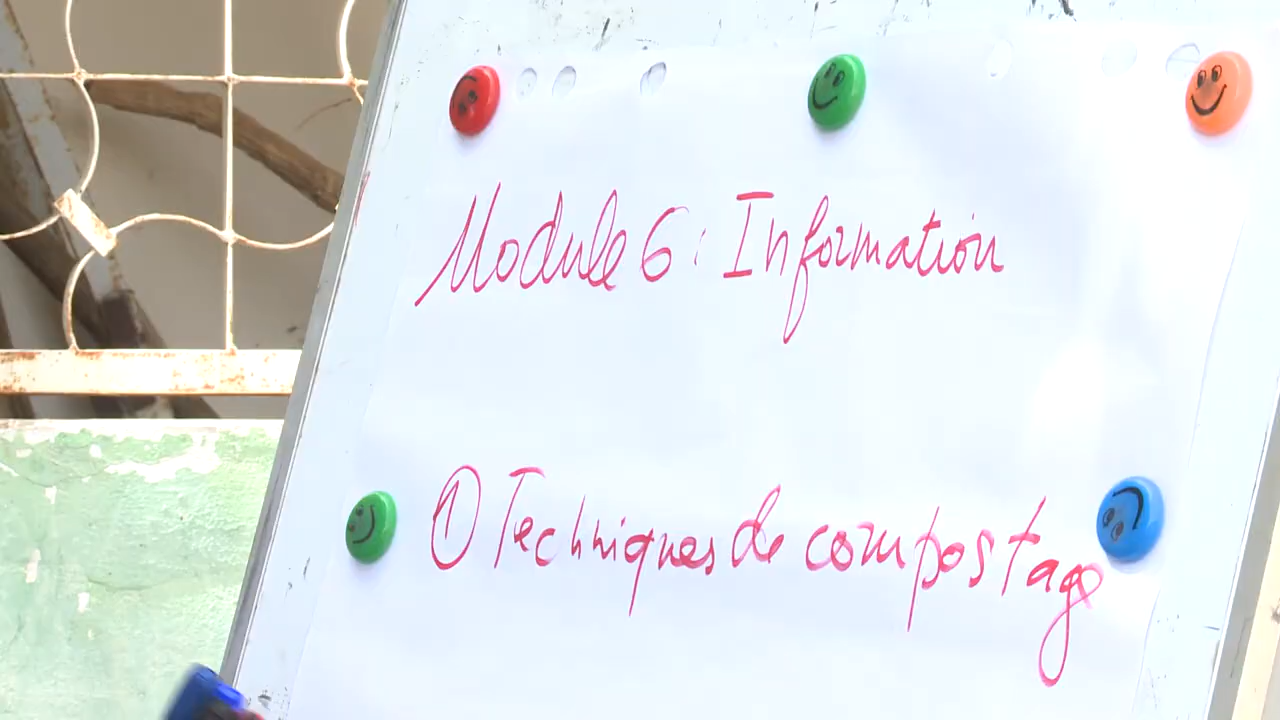 Module 6 : Information
① Techniques de compostage